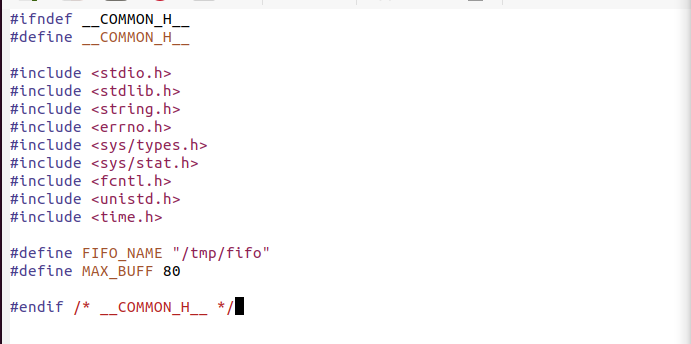 #ifndef __COMMON_H__
#define __COMMON_H__
#include <stdio.h>
#include <stdlib.h>
#include <string.h>
#include <errno.h>
#include <sys/types.h>
#include <sys/stat.h>
#include <fcntl.h>
#include <unistd.h>
#include <time.h>
#define FIFO_NAME "/tmp/fifo"
#define MAX_BUFF 80
#endif /* __COMMON_H__ */